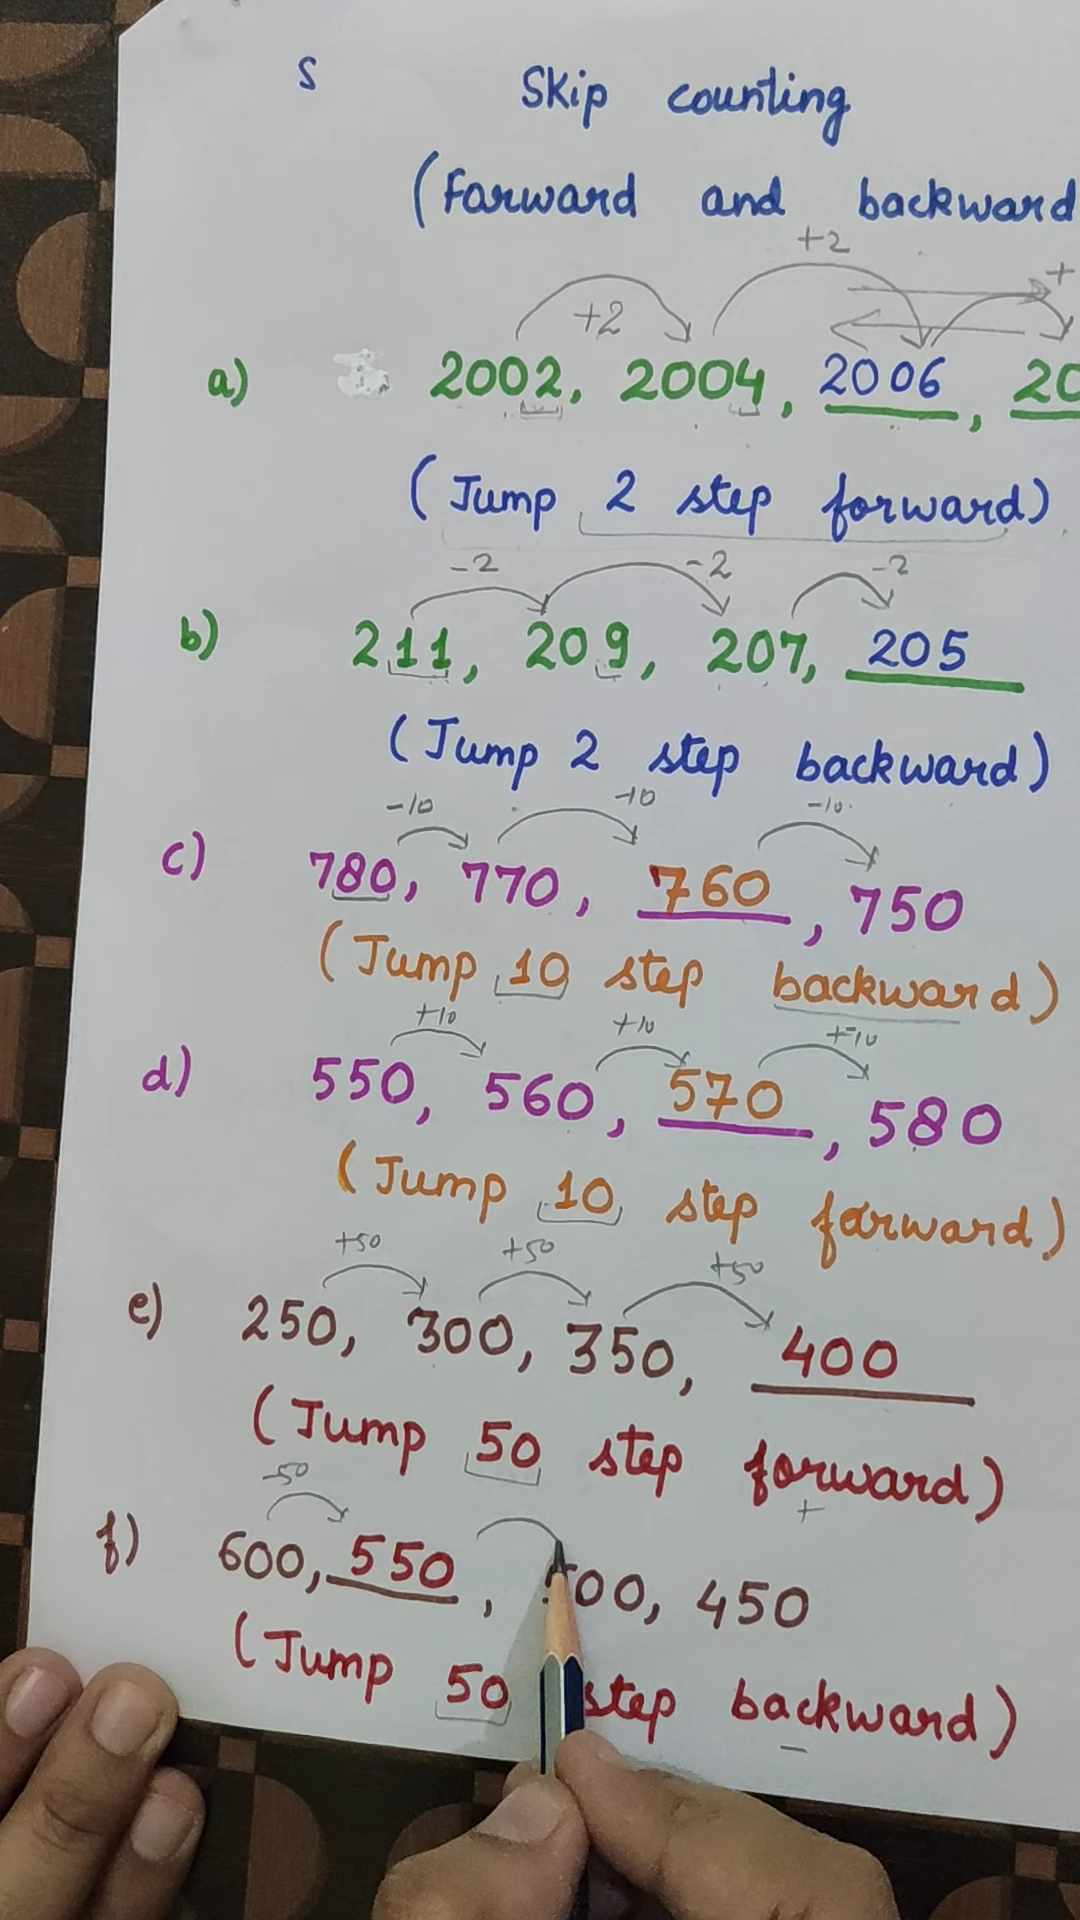 S Skip counting
(Farward and backward
+2 +2 +
a) 2002, 2004, 2006, 20
(Jump 2 step forward)
-2 -2 -2
b) 211, 209, 207, 205
(Jump 2 step backward)
-10 -10 -10
c) 780, 770, 760, 750
(Jump 10 step backward)
+10 +10 +10
d) 550, 560, 570, 580
(Jump 10 step forward)
+50 +50 +50
e) 250, 300, 350, 400
(Jump 50 step forward)
-50 +
f) 600, 550, 500, 450
(Jump 50 step backward)
-